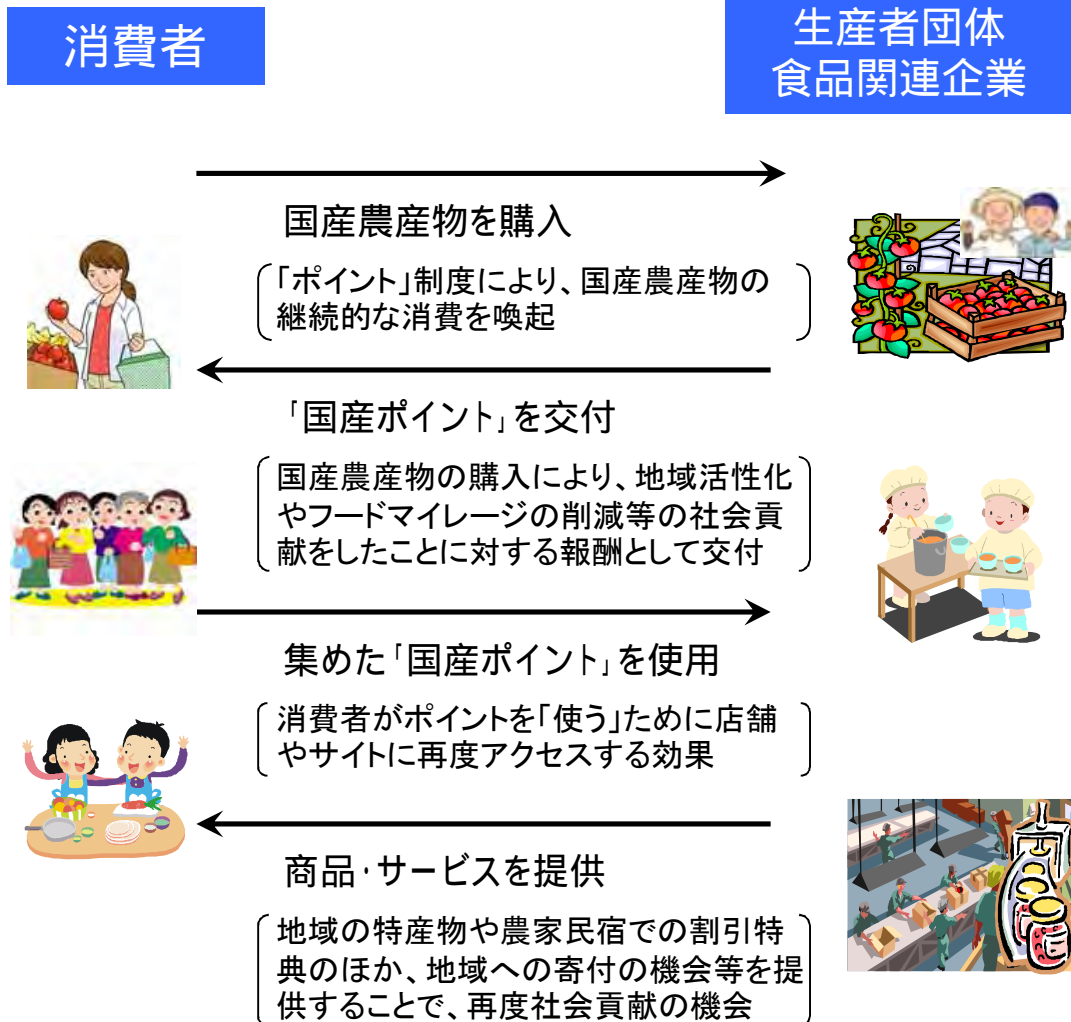 消費者
生産者団体
食品関連企業
国産農産物を購入
「ポイント」制度により、国産農産物の
継続的な消費を喚起
「国産ポイント」を交付
国産農産物の購入により、地域活性化
やフードマイレージの削減等の社会貢
献をしたことに対する報酬として交付
集めた「国産ポイント」を使用
消費者がポイントを「使う」ために店舗
やサイトに再度アクセスする効果
商品・サービスを提供
地域の特産物や農家民宿での割引特
典のほか、地域への寄付の機会等を提
供することで、再度社会貢献の機会